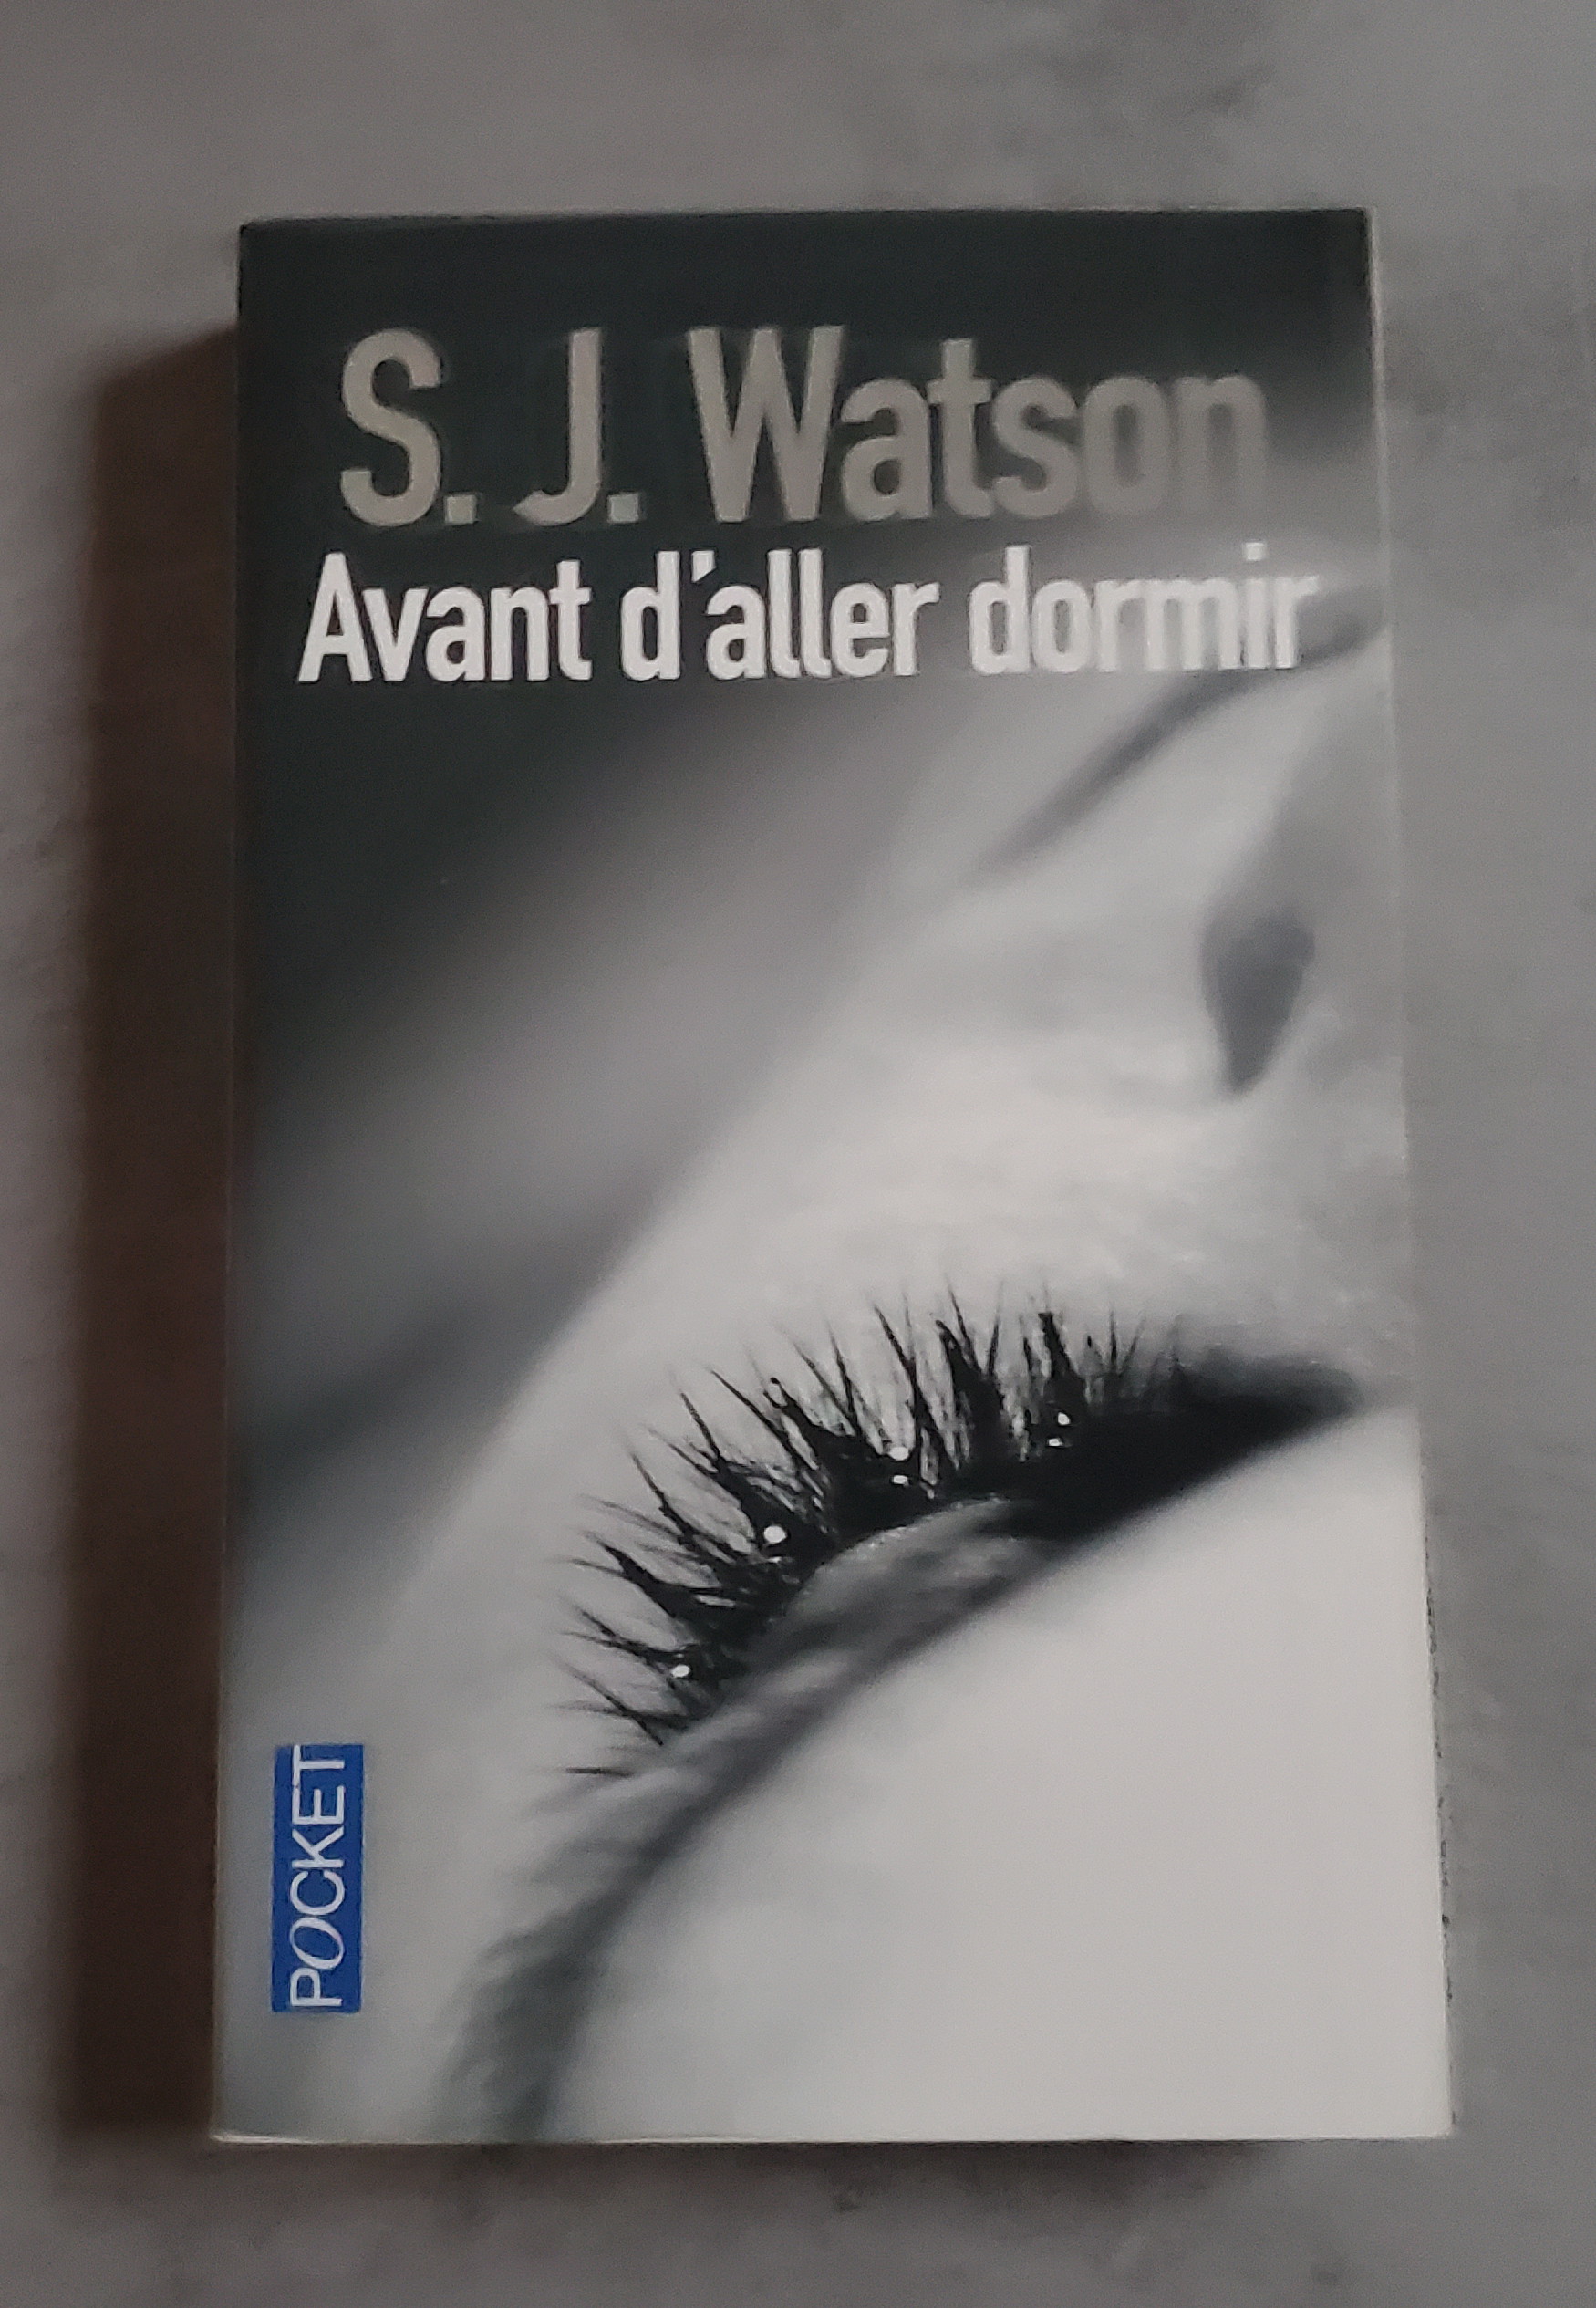 S. J. Watson
Avant d'aller dormir
POCKET